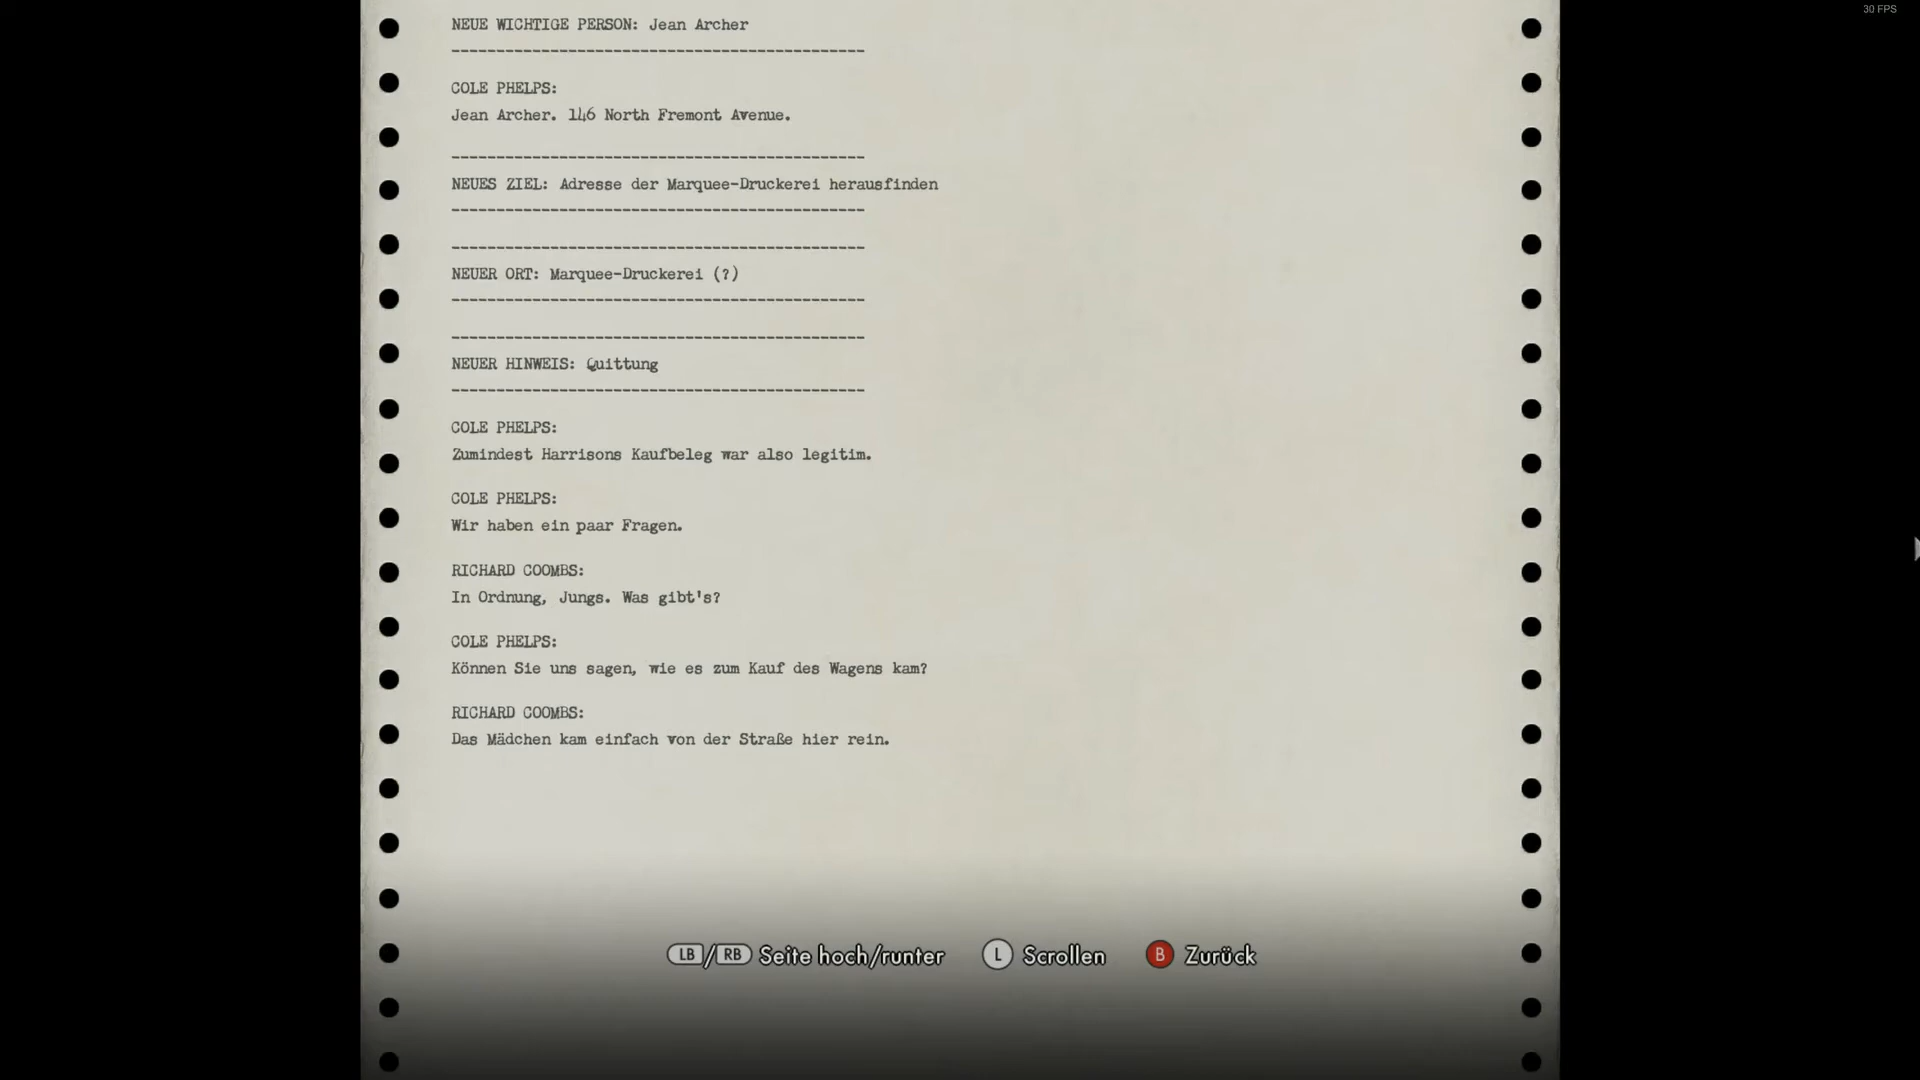 30 FPS
NEUE WICHTIGE PERSON: Jean Archer
----------------------------------------------
COLE PHELPS:
Jean Archer. 146 North Fremont Avenue.
----------------------------------------------
NEUES ZIEL: Adresse der Marquee-Druckerei herausfinden
----------------------------------------------
----------------------------------------------
NEUER ORT: Marquee-Druckerei (?)
----------------------------------------------
----------------------------------------------
NEUER HINWEIS: Quittung
----------------------------------------------
COLE PHELPS:
Zumindest Harrisons Kaufbeleg war also legitim.
COLE PHELPS:
Wir haben ein paar Fragen.
RICHARD COOMBS:
In Ordnung, Jungs. Was gibt's?
COLE PHELPS:
Können Sie uns sagen, wie es zum Kauf des Wagens kam?
RICHARD COOMBS:
Das Mädchen kam einfach von der Straße hier rein.
LB/RB Seite hoch/runter L Scrollen B Zurück